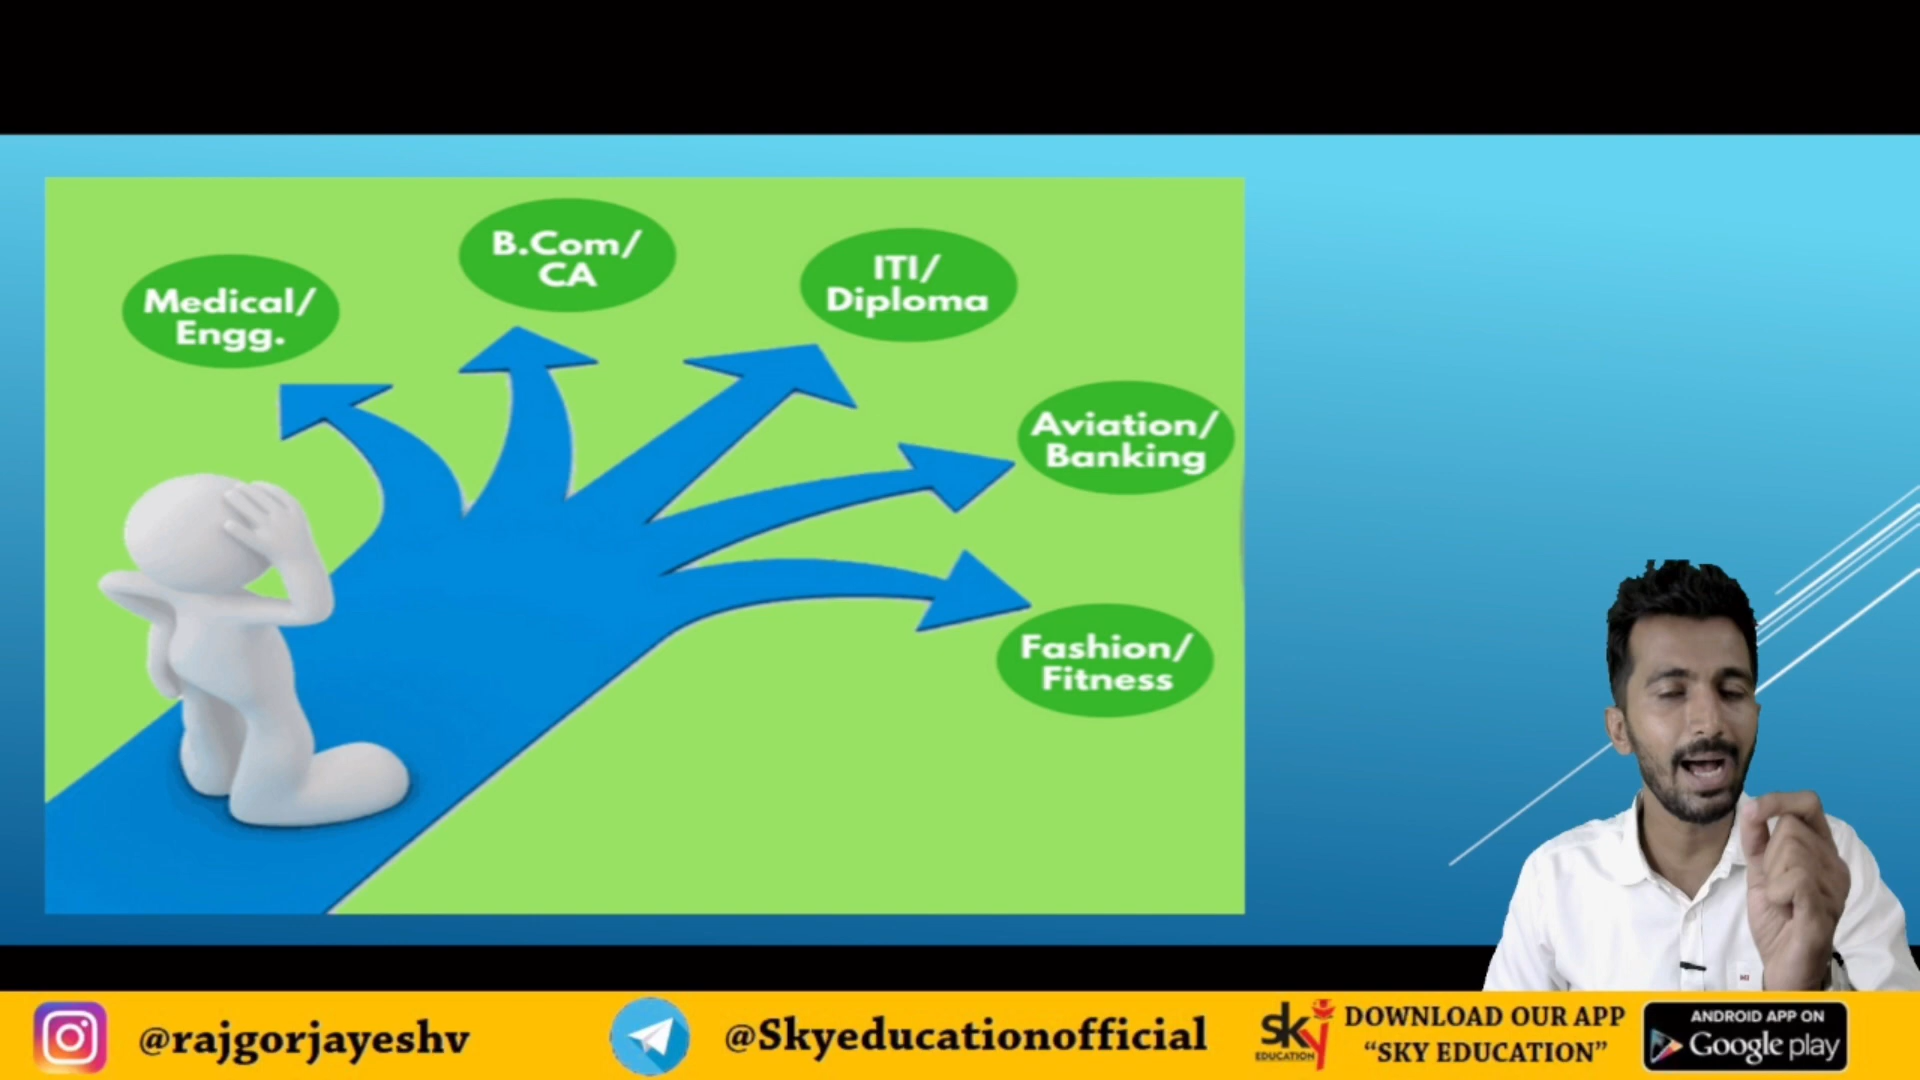 Medical/
Engg.
B.Com/
CA
ITI/
Diploma
Aviation/
Banking
Fashion/
Fitness
@rajgorjayeshv
@Skyeducationofficial
sky
EDUCATION
DOWNLOAD OUR APP
“SKY EDUCATION”
ANDROID APP ON
Google play